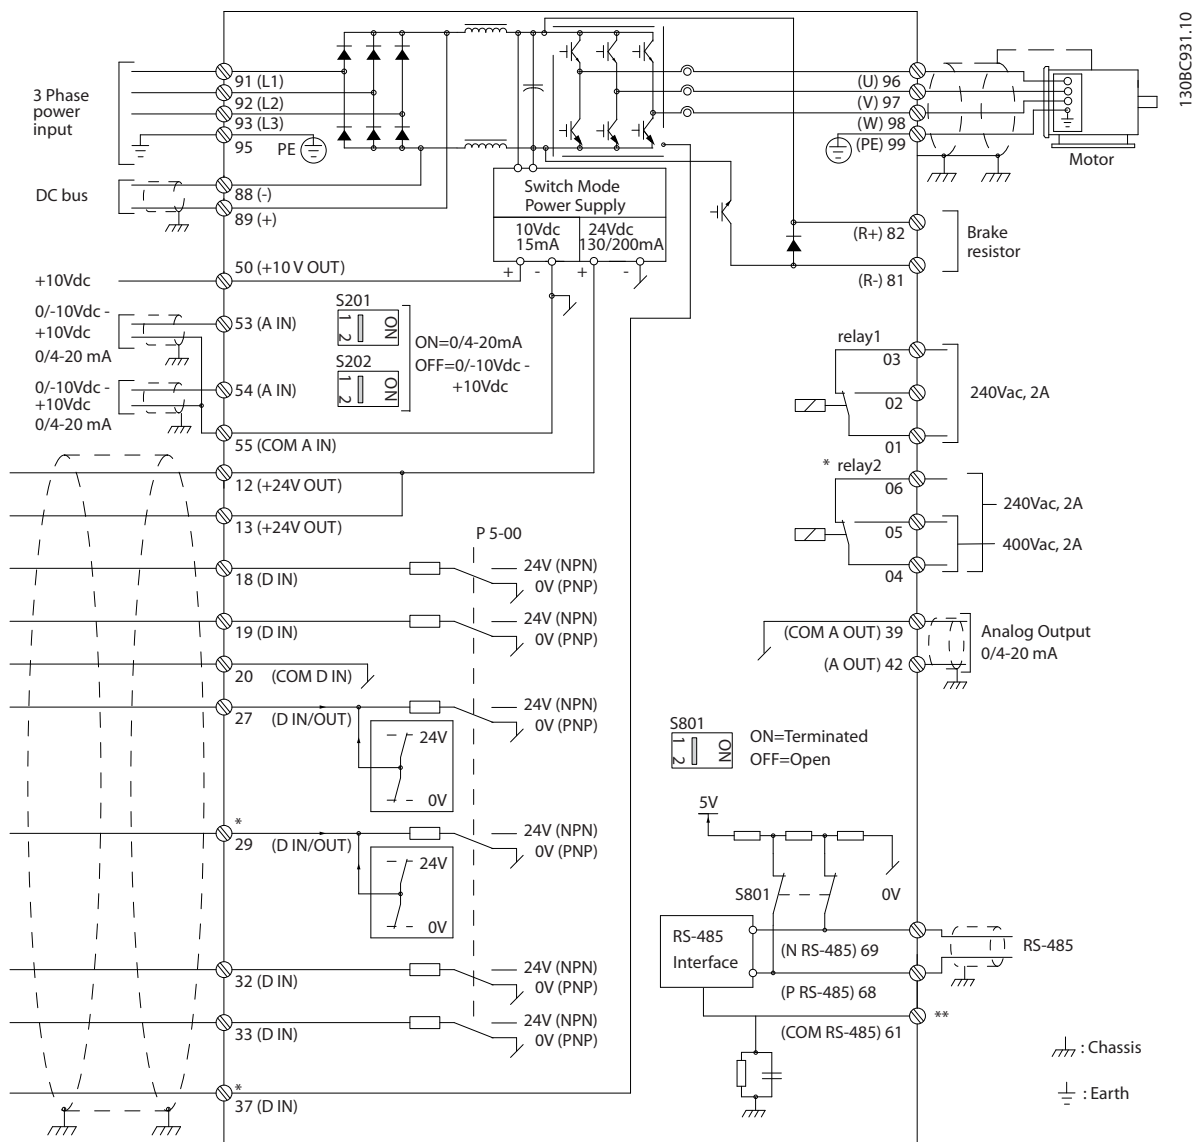 130BC931.10
3 Phase
power
input
91 (L1)
92 (L2)
93 (L3)
95
PE
DC bus
88 (-)
89 (+)
Switch Mode
Power Supply
10Vdc
15mA
24Vdc
130/200mA
+ - + -
(U) 96
(V) 97
(W) 98
(PE) 99
Motor
(R+) 82
(R-) 81
Brake
resistor
+10Vdc
50 (+10 V OUT)
0/-10Vdc -
+10Vdc
0/4-20 mA
53 (A IN)
0/-10Vdc -
+10Vdc
0/4-20 mA
54 (A IN)
55 (COM A IN)
S201
1
2
ON
S202
1
2
ON
ON=0/4-20mA
OFF=0/-10Vdc -
+10Vdc
relay1
03
02
01
240Vac, 2A
* relay2
06
05
04
240Vac, 2A
400Vac, 2A
12 (+24V OUT)
13 (+24V OUT)
P 5-00
18 (D IN)
24V (NPN)
0V (PNP)
19 (D IN)
24V (NPN)
0V (PNP)
20 (COM D IN)
27 (D IN/OUT)
24V (NPN)
0V (PNP)
24V
0V
*
29 (D IN/OUT)
24V (NPN)
0V (PNP)
24V
0V
32 (D IN)
24V (NPN)
0V (PNP)
33 (D IN)
24V (NPN)
0V (PNP)
*
37 (D IN)
(COM A OUT) 39
(A OUT) 42
Analog Output
0/4-20 mA
S801
1
2
ON
ON=Terminated
OFF=Open
5V
S801
0V
RS-485
Interface
(N RS-485) 69
(P RS-485) 68
(COM RS-485) 61
RS-485
**
: Chassis
: Earth